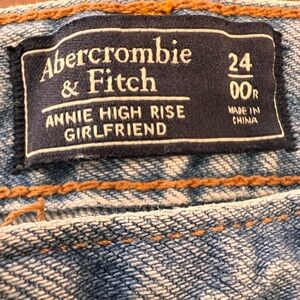 Abercrombie
& Fitch
ANNIE HIGH RISE
GIRLFRIEND
24
00R
MADE IN
CHINA